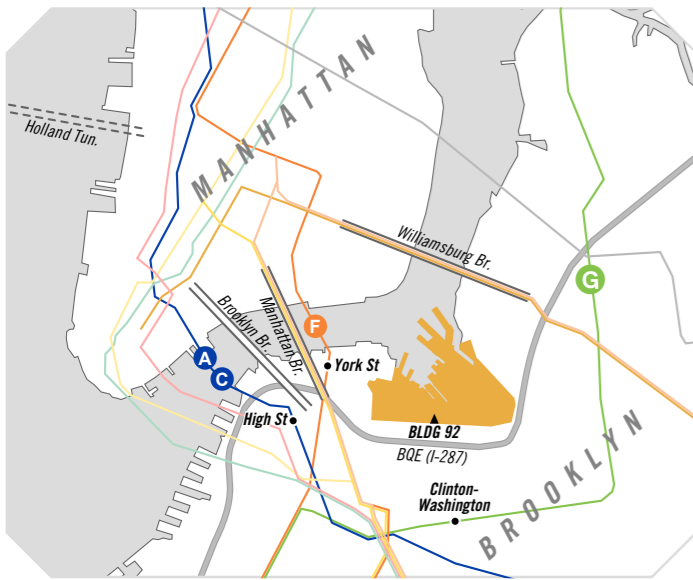 MANHATTAN
Holland Tun.
Williamsburg Br.
G
Brooklyn Br.
Manhattan Br.
F
A
C
York St
High St
BLDG 92
BQE (I-287)
Clinton-
Washington
BROOKLYN